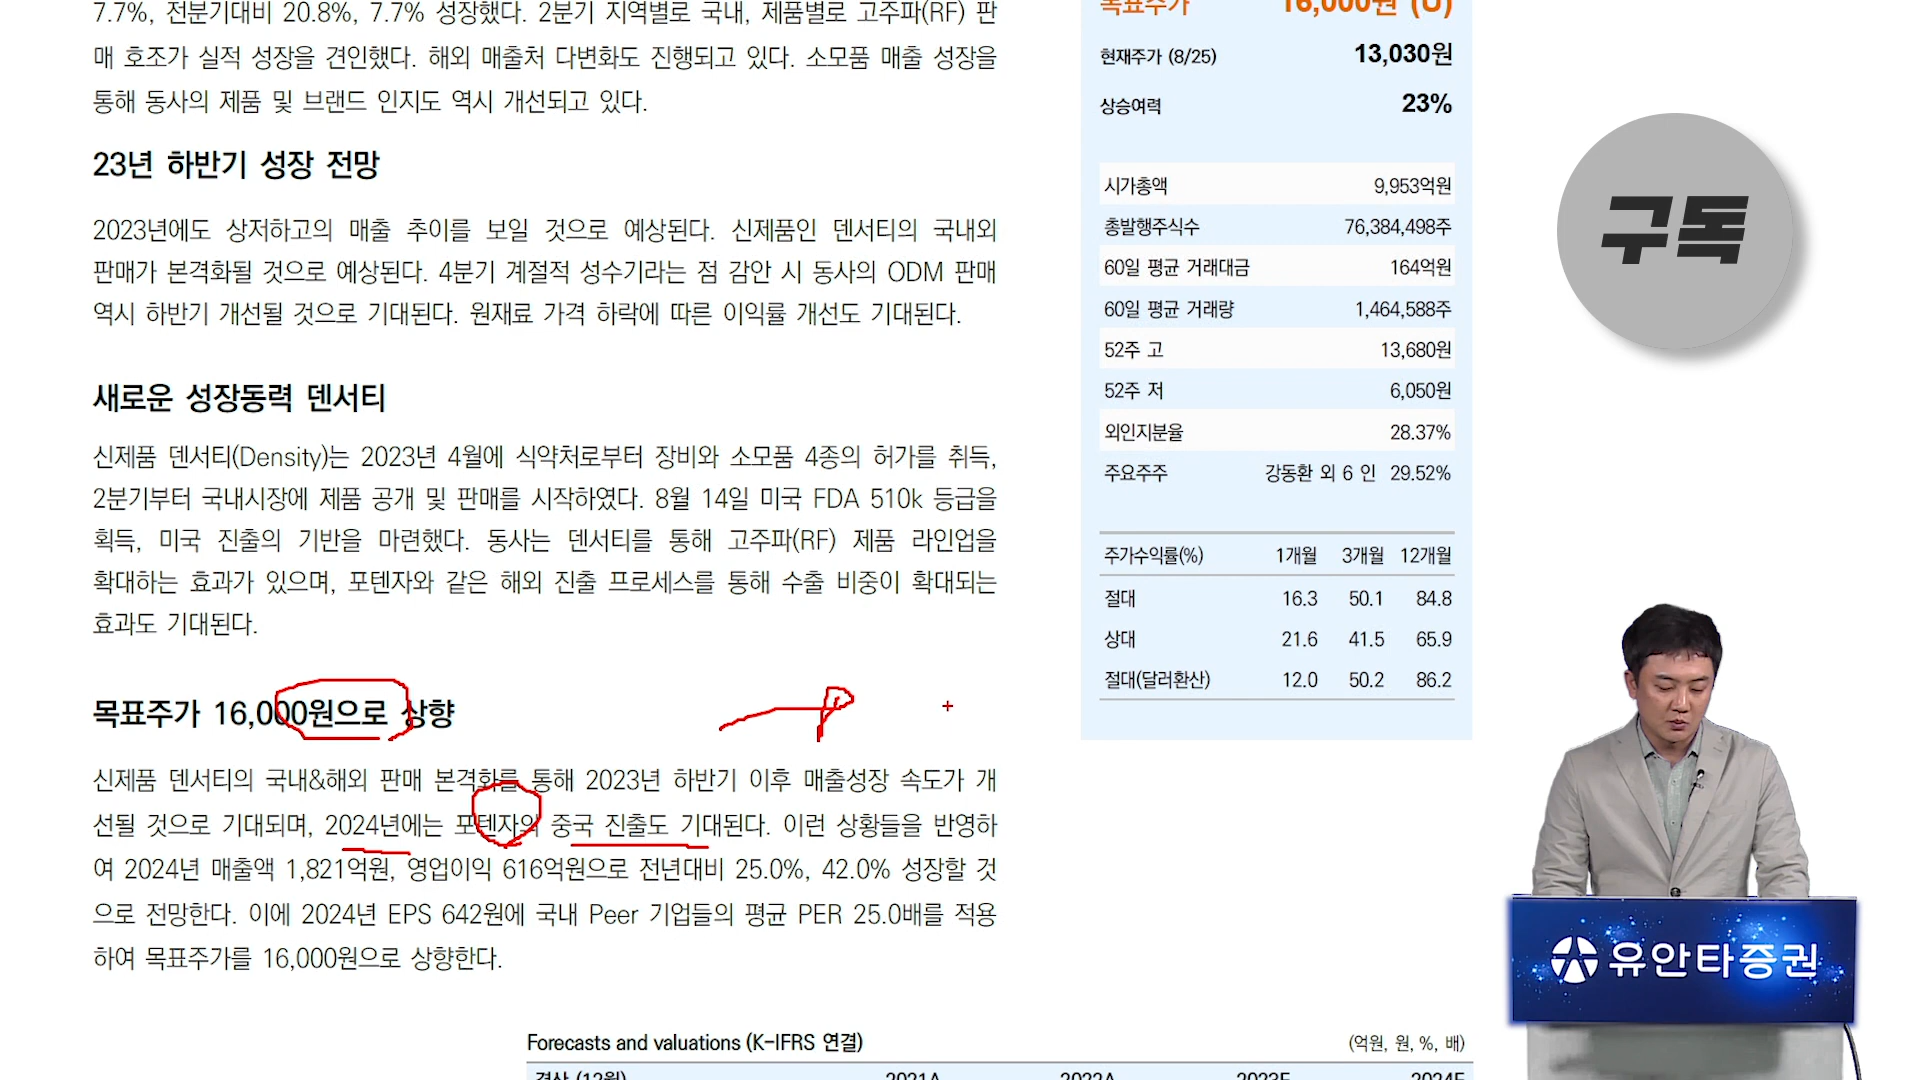 7.7%, 전분기대비 20.8%, 7.7% 성장했다. 2분기 지역별로 국내, 제품별로 고주파(RF) 판
매 호조가 실적 성장을 견인했다. 해외 매출처 다변화도 진행되고 있다. 소모품 매출 성장을
통해 동사의 제품 및 브랜드 인지도 역시 개선되고 있다.
23년 하반기 성장 전망
2023년에도 상저하고의 매출 추이를 보일 것으로 예상된다. 신제품인 덴서티의 국내외
판매가 본격화될 것으로 예상된다. 4분기 계절적 성수기라는 점 감안 시 동사의 ODM 판매
역시 하반기 개선될 것으로 기대된다. 원재료 가격 하락에 따른 이익률 개선도 기대된다.
새로운 성장동력 덴서티
신제품 덴서티(Density)는 2023년 4월에 식약처로부터 장비와 소모품 4종의 허가를 취득,
2분기부터 국내시장에 제품 공개 및 판매를 시작하였다. 8월 14일 미국 FDA 510k 등급을
획득, 미국 진출의 기반을 마련했다. 동사는 덴서티를 통해 고주파(RF) 제품 라인업을
확대하는 효과가 있으며, 포텐자와 같은 해외 진출 프로세스를 통해 수출 비중이 확대되는
효과도 기대된다.
목표주가 16,000원으로 상향
신제품 덴서티의 국내&해외 판매 본격화를 통해 2023년 하반기 이후 매출성장 속도가 개
선될 것으로 기대되며, 2024년에는 포텐자의 중국 진출도 기대된다. 이런 상황들을 반영하
여 2024년 매출액 1,821억원, 영업이익 616억원으로 전년대비 25.0%, 42.0% 성장할 것
으로 전망한다. 이에 2024년 EPS 642원에 국내 Peer 기업들의 평균 PER 25.0배를 적용
하여 목표주가를 16,000원으로 상향한다.
목표주가 16,000원 (U)
현재주가 (8/25) 13,030원
상승여력 23%
시가총액 9,953억원
총발행주식수 76,384,498주
60일 평균 거래대금 164억원
60일 평균 거래량 1,464,588주
52주 고 13,680원
52주 저 6,050원
외인지분율 28.37%
주요주주 강동환 외 6 인 29.52%
주가수익률(%) 1개월 3개월 12개월
절대 16.3 50.1 84.8
상대 21.6 41.5 65.9
절대(달러환산) 12.0 50.2 86.2
Forecasts and valuations (K-IFRS 연결) (억원, 원, %, 배)
결산 (12월) 2021A 2022A 2023F 2024F
구독
유안타증권